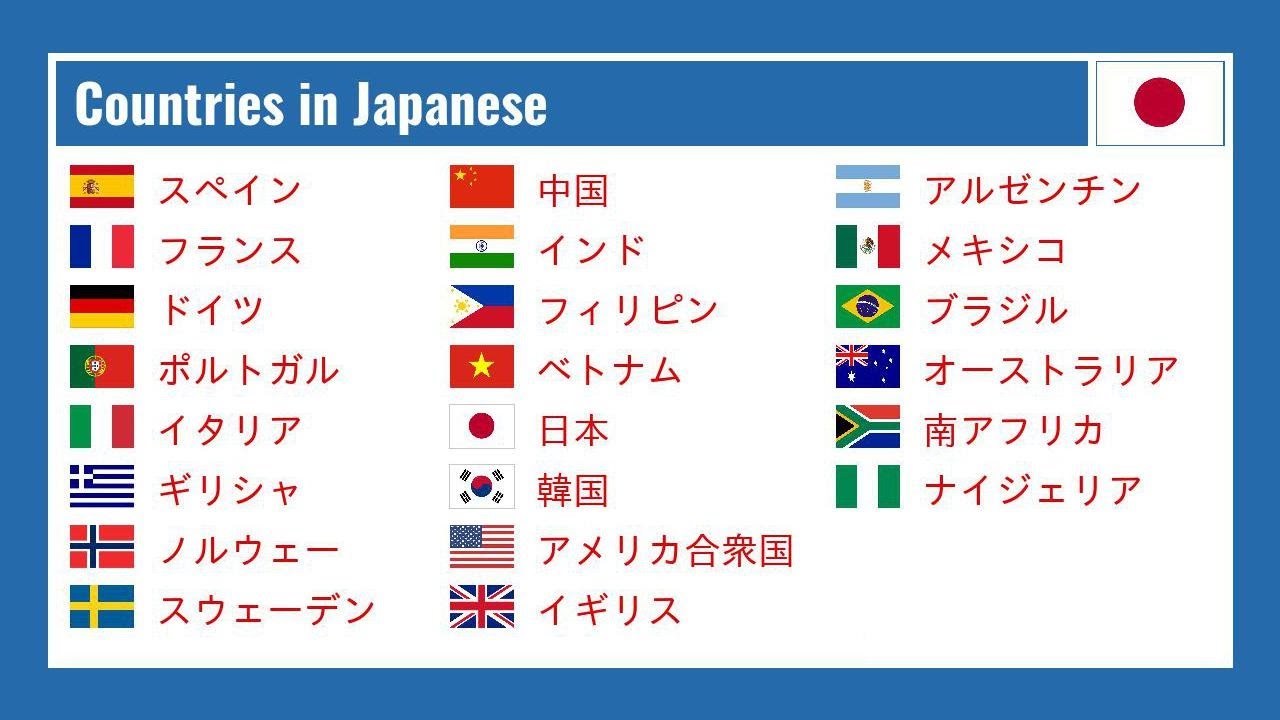 Countries in Japanese
スペイン
フランス
ドイツ
ポルトガル
イタリア
ギリシャ
ノルウェー
スウェーデン
中国
インド
フィリピン
ベトナム
日本
韓国
アメリカ合衆国
イギリス
アルゼンチン
メキシコ
ブラジル
オーストラリア
南アフリカ
ナイジェリア